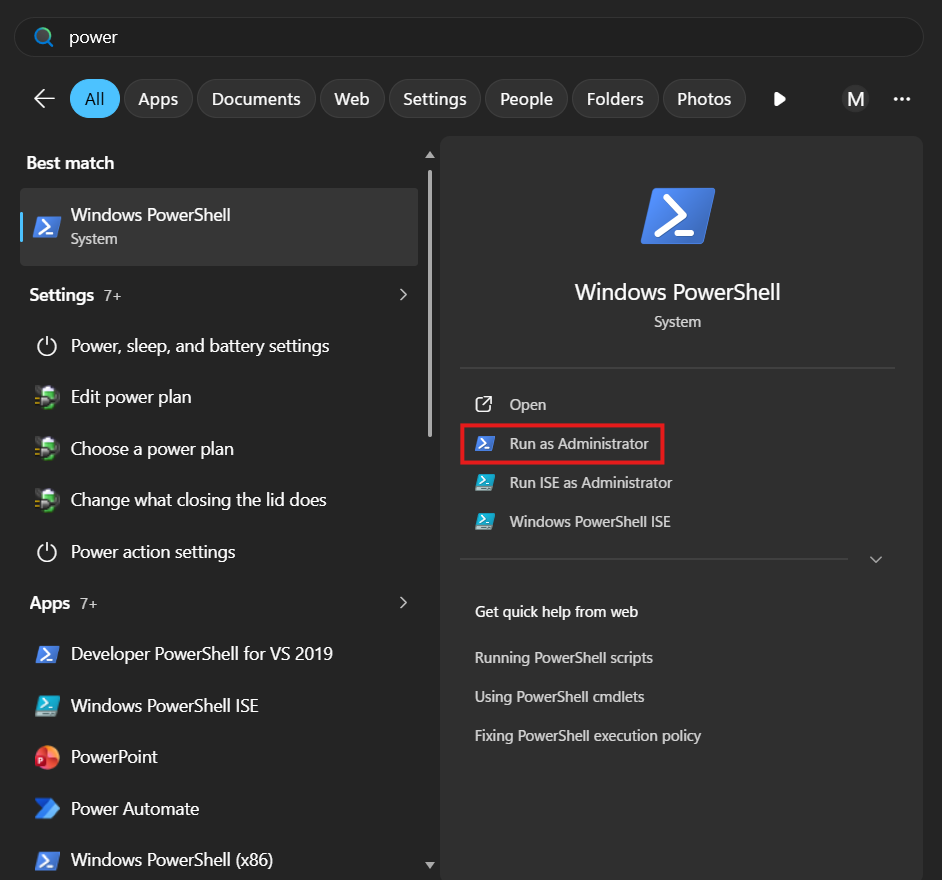 power
All Apps Documents Web Settings People Folders Photos M
Best match
Windows PowerShell
System
Settings 7+
Power, sleep, and battery settings
Edit power plan
Choose a power plan
Change what closing the lid does
Power action settings
Apps 7+
Developer PowerShell for VS 2019
Windows PowerShell ISE
PowerPoint
Power Automate
Windows PowerShell (x86)
Windows PowerShell
System
Open
Run as Administrator
Run ISE as Administrator
Windows PowerShell ISE
Get quick help from web
Running PowerShell scripts
Using PowerShell cmdlets
Fixing PowerShell execution policy